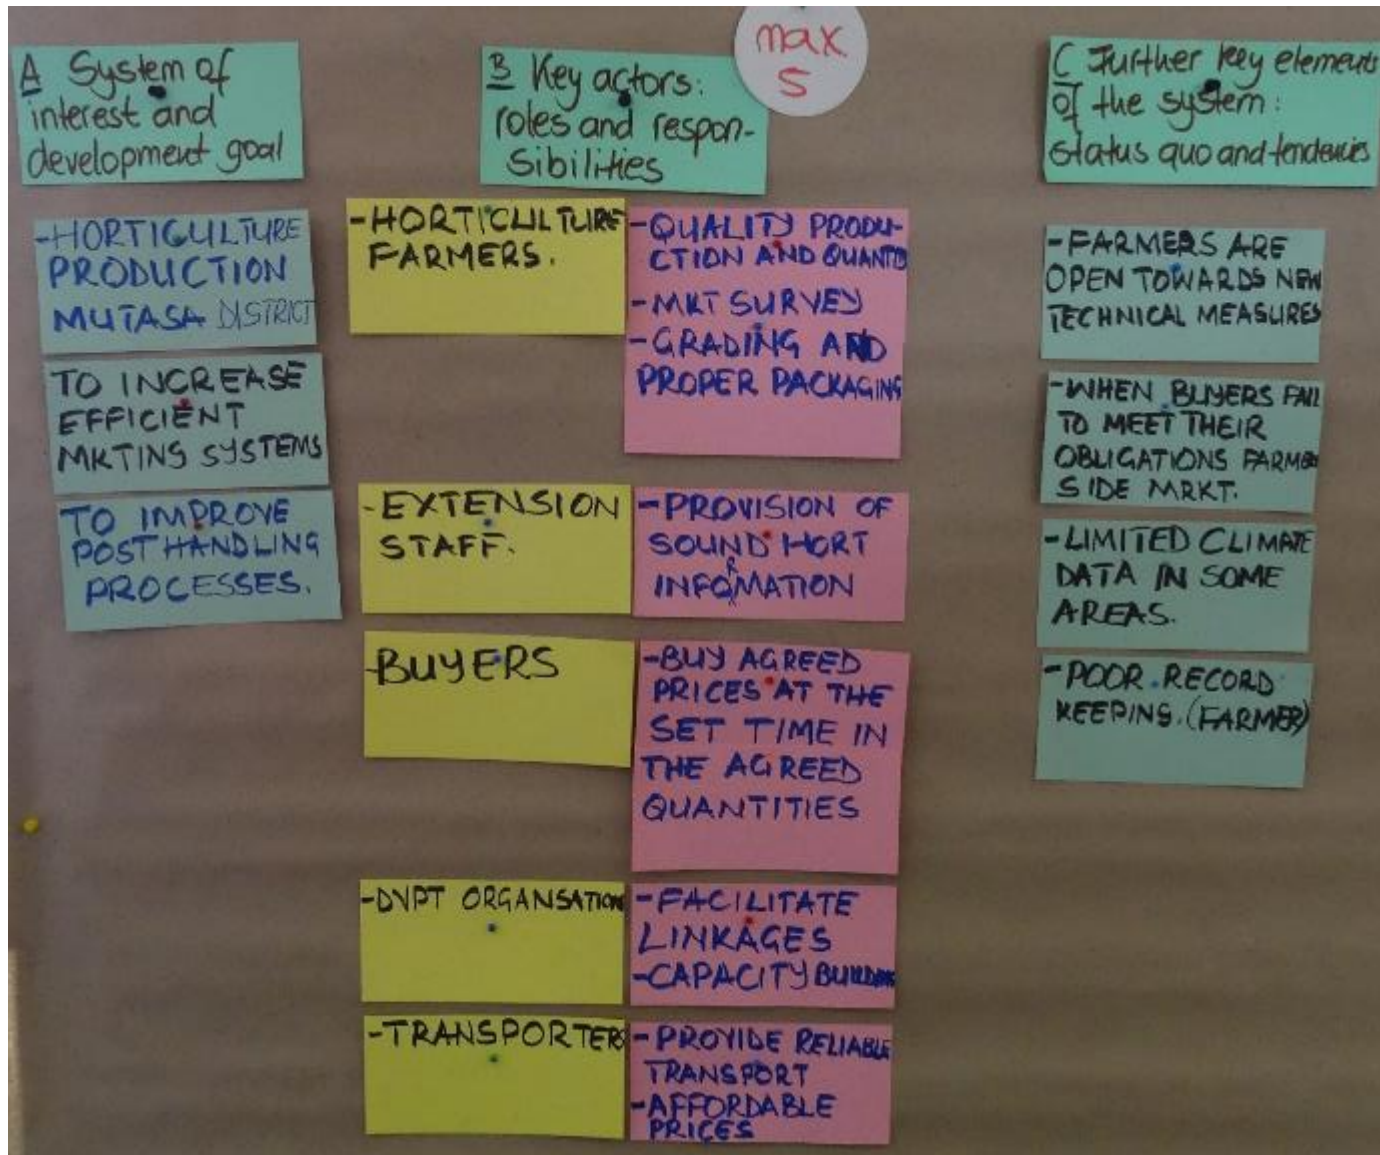 A System of
interest and
development goal
-HORTICULTURE
PRODUCTION
MUTASA DISTRICT
TO INCREASE
EFFICIENT
MKTING SYSTEMS
TO IMPROVE
POST HANDLING
PROCESSES.
B Key actors:
roles and respon-
sibilities
max
5
-HORTICULTURE
FARMERS.
-QUALITY PRODU-
CTION AND
-MKT SURVEY
-GRADING AND
PROPER PACKAGING
-EXTENSION
STAFF.
-PROVISION OF
SOUND HORT
INFORMATION
-BUYERS
-BUY AGREED
PRICES AT THE
SET TIME IN
THE AGREED
QUANTITIES
-DVPT ORGANSATION
-FACILITATE
LINKAGES
-CAPACITY BUILDING
-TRANSPORTERS
-PROVIDE RELIABLE
TRANSPORT
-AFFORDABLE
PRICES
C Further key elements
of the system:
status quo and tendencies
-FARMERS ARE
OPEN TOWARDS NEW
TECHNICAL MEASURES
-WHEN BUYERS FAIL
TO MEET THEIR
OBLIGATIONS FARMER
SIDE MRKT.
-LIMITED CLIMATE
DATA IN SOME
AREAS.
-POOR RECORD
KEEPING. (FARMER)